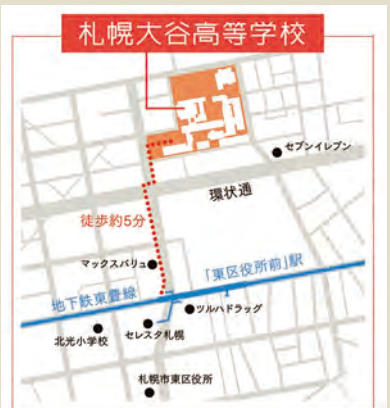 札幌大谷高等学校
セブンイレブン
環状通
徒歩約5分
マックスバリュ
「東区役所前」駅
地下鉄東豊線
ツルハドラッグ
北光小学校
セレスタ札幌
札幌市東区役所